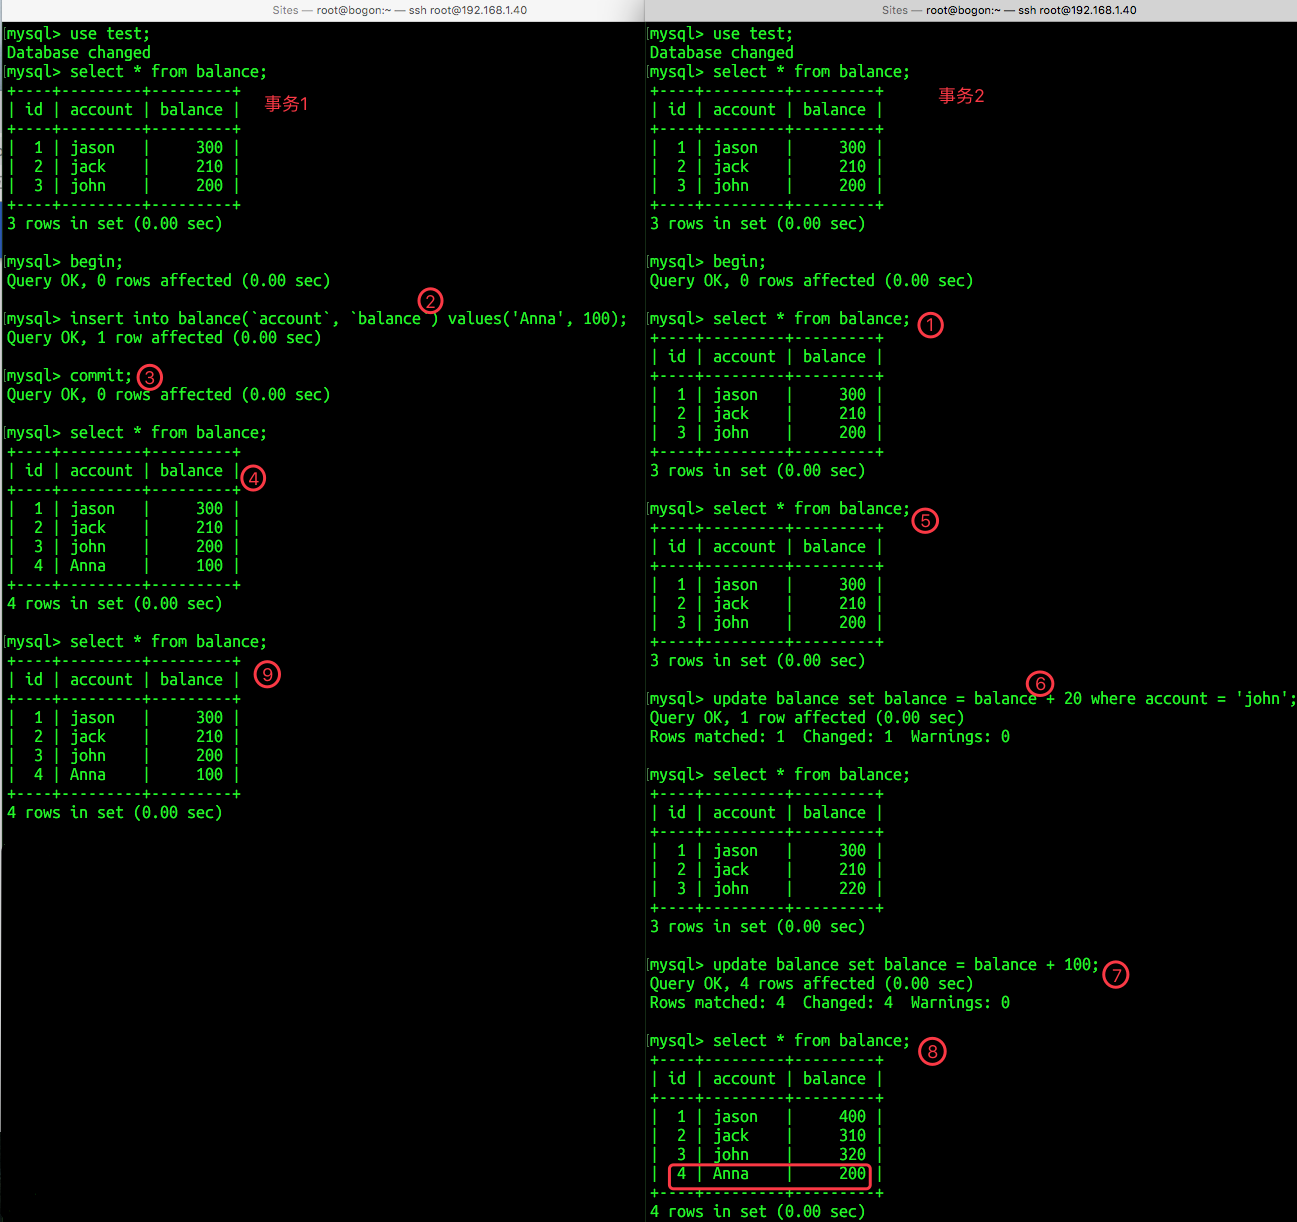 Sites — root@bogon:~ — ssh root@192.168.1.40
[mysql> use test;
Database changed
[mysql> select * from balance;
+----+---------+---------+
| id | account | balance |
+----+---------+---------+
| 1 | jason | 300 |
| 2 | jack | 210 |
| 3 | john | 200 |
+----+---------+---------+
3 rows in set (0.00 sec)
事务1
[mysql> begin;
Query OK, 0 rows affected (0.00 sec)
②
[mysql> insert into balance(`account`, `balance`) values('Anna', 100);
Query OK, 1 row affected (0.00 sec)
[mysql> commit; ③
Query OK, 0 rows affected (0.00 sec)
[mysql> select * from balance;
+----+---------+---------+
| id | account | balance | ④
+----+---------+---------+
| 1 | jason | 300 |
| 2 | jack | 210 |
| 3 | john | 200 |
| 4 | Anna | 100 |
+----+---------+---------+
4 rows in set (0.00 sec)
[mysql> select * from balance;
+----+---------+---------+
| id | account | balance | ⑨
+----+---------+---------+
| 1 | jason | 300 |
| 2 | jack | 210 |
| 3 | john | 200 |
| 4 | Anna | 100 |
+----+---------+---------+
4 rows in set (0.00 sec)
Sites — root@bogon:~ — ssh root@192.168.1.40
[mysql> use test;
Database changed
[mysql> select * from balance;
+----+---------+---------+
| id | account | balance |
+----+---------+---------+
| 1 | jason | 300 |
| 2 | jack | 210 |
| 3 | john | 200 |
+----+---------+---------+
3 rows in set (0.00 sec)
事务2
[mysql> begin;
Query OK, 0 rows affected (0.00 sec)
[mysql> select * from balance; ①
+----+---------+---------+
| id | account | balance |
+----+---------+---------+
| 1 | jason | 300 |
| 2 | jack | 210 |
| 3 | john | 200 |
+----+---------+---------+
3 rows in set (0.00 sec)
[mysql> select * from balance; ⑤
+----+---------+---------+
| id | account | balance |
+----+---------+---------+
| 1 | jason | 300 |
| 2 | jack | 210 |
| 3 | john | 200 |
+----+---------+---------+
3 rows in set (0.00 sec)
⑥
[mysql> update balance set balance = balance + 20 where account = 'john';
Query OK, 1 row affected (0.00 sec)
Rows matched: 1 Changed: 1 Warnings: 0
[mysql> select * from balance;
+----+---------+---------+
| id | account | balance |
+----+---------+---------+
| 1 | jason | 300 |
| 2 | jack | 210 |
| 3 | john | 220 |
+----+---------+---------+
3 rows in set (0.00 sec)
[mysql> update balance set balance = balance + 100; ⑦
Query OK, 4 rows affected (0.00 sec)
Rows matched: 4 Changed: 4 Warnings: 0
[mysql> select * from balance; ⑧
+----+---------+---------+
| id | account | balance |
+----+---------+---------+
| 1 | jason | 400 |
| 2 | jack | 310 |
| 3 | john | 320 |
| 4 | Anna | 200 |
+----+---------+---------+
4 rows in set (0.00 sec)